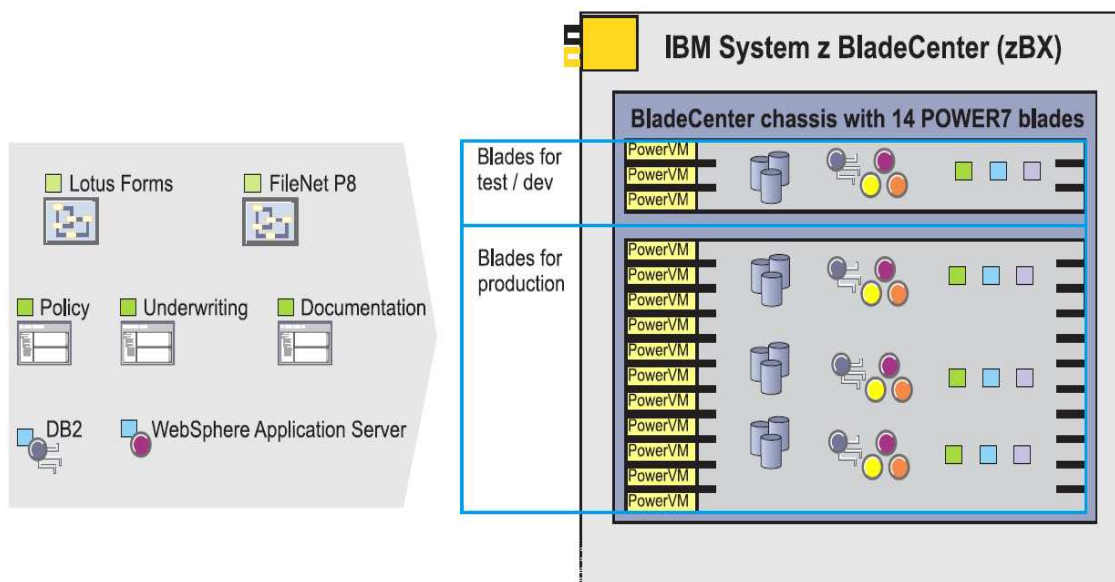 IBM System z BladeCenter (zBX)
BladeCenter chassis with 14 POWER7 blades
Lotus Forms
FileNet P8
Policy
Underwriting
Documentation
DB2
WebSphere Application Server
Blades for
test / dev
PowerVM
PowerVM
PowerVM
Blades for
production
PowerVM
PowerVM
PowerVM
PowerVM
PowerVM
PowerVM
PowerVM
PowerVM
PowerVM
PowerVM
PowerVM